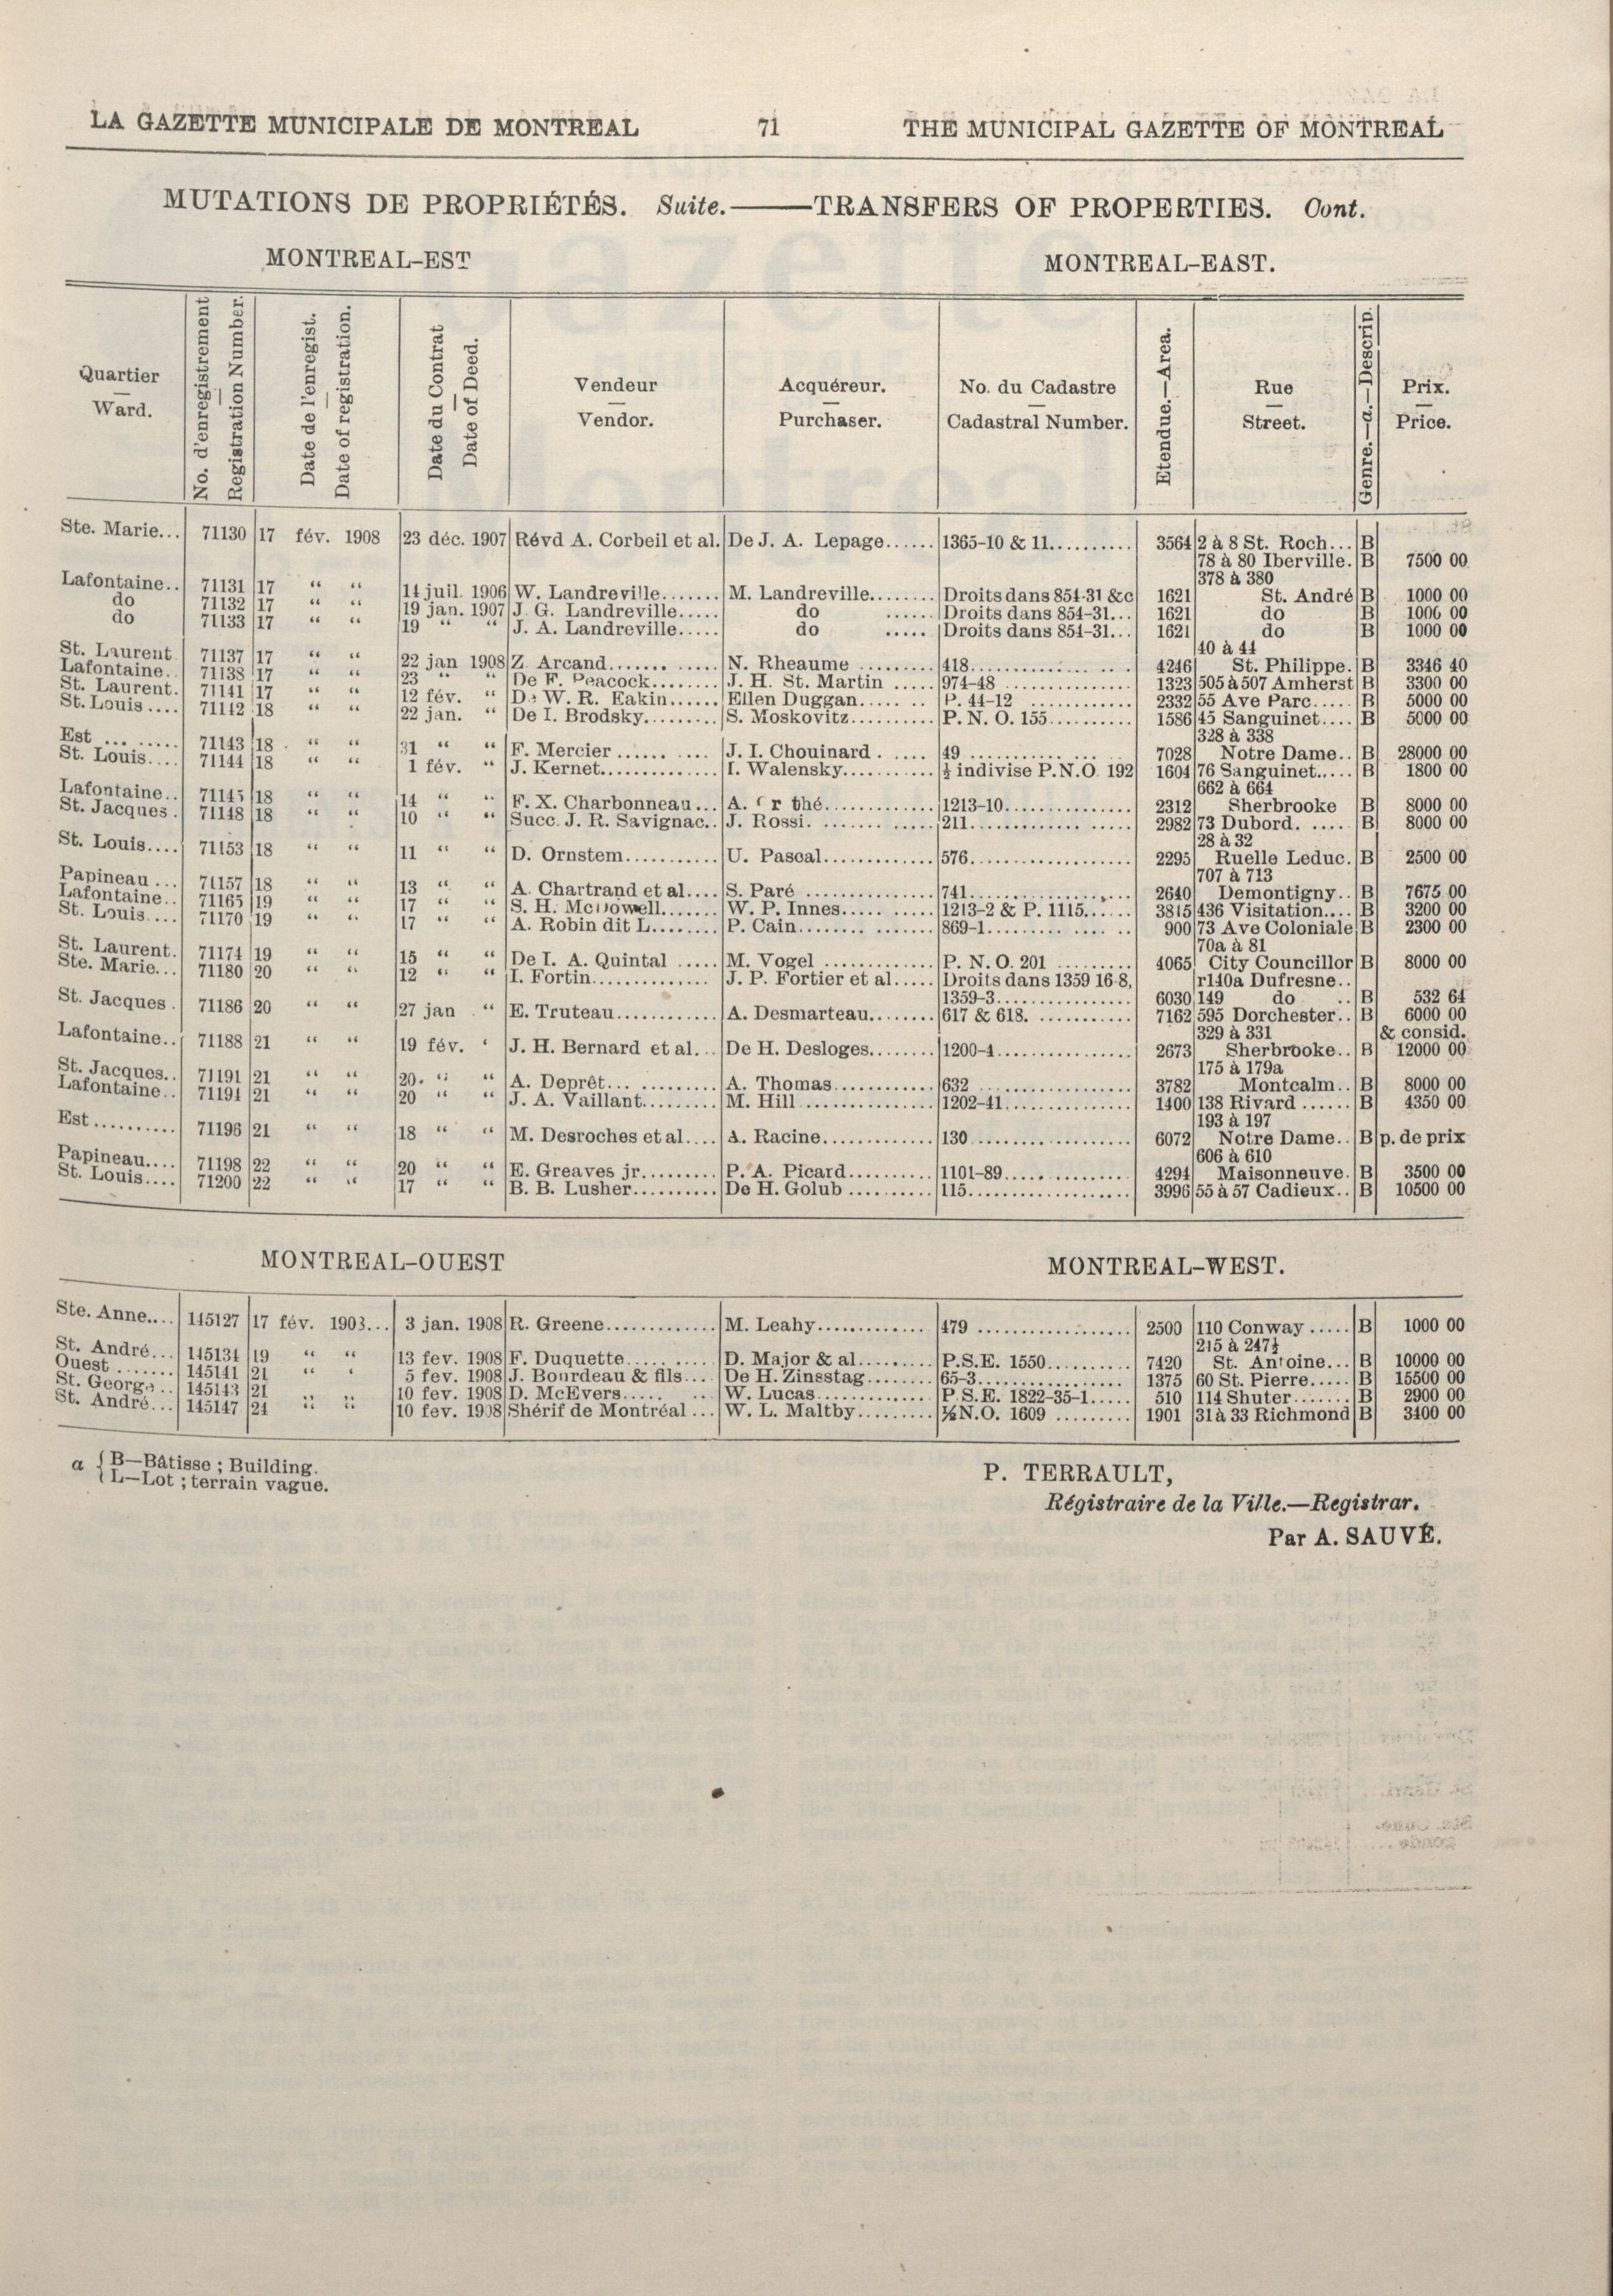 LA GAZETTE MUNICIPALE DE MONTREAL 71 THE MUNICIPAL GAZETTE OF MONTREAL
MUTATIONS DE PROPRIÉTÉS. Suite.——TRANSFERS OF PROPERTIES. Cont.
MONTREAL-EST MONTREAL-EAST.
Quartier — Ward. | No. d'enregistrement — Registration Number. | Date de l'enregist. — Date of registration. | Date du Contrat — Date of Deed. | Vendeur — Vendor. | Acquéreur. — Purchaser. | No. du Cadastre — Cadastral Number. | Etendue.—Area. | Rue — Street. | Genre.—a.—Descrip. | Prix. — Price.
Ste. Marie... 71130 17 fév. 1908 23 déc. 1907 Révd A. Corbeil et al. De J. A. Lepage...... 1365-10 & 11.......... 3564 2 à 8 St. Roch... B
78 à 80 Iberville. B 7500 00
378 à 380
Lafontaine.. 71131 17 “ “ 14 juil. 1906 W. Landreville....... M. Landreville........ Droits dans 854-31 &c 1621 St. André B 1000 00
do 71132 17 “ “ 19 jan. 1907 J. G. Landreville..... do ...... Droits dans 854-31... 1621 do B 1000 00
do 71133 17 “ “ 19 “ “ J. A. Landreville..... do ..... Droits dans 854-31... 1621 do B 1000 00
40 à 44
St. Laurent 71137 17 “ “ 22 jan 1908 Z. Arcand....... ...... N. Rheaume ......... 418............. .. . 4246 St. Philippe. B 3346 40
Lafontaine.. 71138 17 “ “ 23 “ “ De F. Peacock........ J. H. St. Martin ..... 974-48 ............... 1323 505 à 507 Amherst B 3300 00
St. Laurent. 71141 17 “ “ 12 fév. “ De W. R. Eakin...... Ellen Duggan...... .. P. 44-12 ............ 2332 55 Ave Parc..... B 5000 00
St. Louis .... 71142 18 “ “ 22 jan. “ De I. Brodsky......... S. Moskovitz.......... P. N. O. 155.......... 1586 45 Sanguinet.... B 5000 00
328 à 338
Est ... ...... 71143 18 “ “ 31 “ “ F. Mercier ...... .... J. I. Chouinard . .... 49 ............. ... .. 7028 Notre Dame.. B 28000 00
St. Louis.... 71144 18 “ “ 1 fév. “ J. Kernet............. I. Walensky........... ½ indivise P.N.O. 192 1604 76 Sanguinet..... B 1800 00
662 à 664
Lafontaine.. 71145 18 “ “ 14 “ “ F. X. Charbonneau... A. 1213-10............... 2312 Sherbrooke B 8000 00
St. Jacques . 71148 18 “ “ 10 “ “ Succ. J. R. Savignac.. J. Rossi. ....... ...... 211............ ..... 2982 73 Dubord. .... B 8000 00
28 à 32
St. Louis.... 71153 18 “ “ 11 “ “ D. Ornstem........... U. Pascal............. 576................... 2295 Ruelle Leduc. B 2500 00
707 à 713
Papineau ... 71157 18 “ “ 13 “ “ A. Chartrand et al.... S. Paré .............. 741................... 2640 Demontigny.. B 7675 00
Lafontaine.. 71165 19 “ “ 17 “ “ S. H. McDowell....... W. P. Innes..... ...... 1213-2 & P. 1115...... 3815 436 Visitation.... B 3200 00
St. Louis.... 71170 19 “ “ 17 “ “ A. Robin dit L........ P. Cain........ ....... 869-1.......... .... .. 900 73 Ave Coloniale B 2300 00
70a à 81
St. Laurent. 71174 19 “ “ 15 “ “ De I. A. Quintal ..... M. Vogel ............. P. N. O. 201 ......... 4065 City Councillor B 8000 00
Ste. Marie... 71180 20 “ “ 12 “ “ I. Fortin.............. J. P. Fortier et al..... Droits dans 1359 16-8, r140a Dufresne..
1359-3................ 6030 149 do .. B 532 64
St. Jacques . 71186 20 “ “ 27 jan “ E. Truteau............ A. Desmarteau........ 617 & 618. ........... 7162 595 Dorchester.. B 6000 00
329 à 331 & consid.
Lafontaine.. 71188 21 “ “ 19 fév. ‘ J. H. Bernard et al... De H. Desloges........ 1200-4................ 2673 Sherbrooke.. B 12000 00
175 à 179a
St. Jacques.. 71191 21 “ “ 20. “ “ A. Deprêt... ......... A. Thomas............ 632 .................. 3782 Montcalm.. B 8000 00
Lafontaine.. 71194 21 “ “ 20 “ “ J. A. Vaillant......... M. Hill ............... 1202-41............... 1400 138 Rivard ...... B 4350 00
193 à 197
Est.......... 71196 21 “ “ 18 “ “ M. Desroches et al.... A. Racine............. 130 ................... 6072 Notre Dame.. B p. de prix
606 à 610
Papineau.... 71198 22 “ “ 20 “ “ E. Greaves jr......... P. A. Picard.......... 1101-89..... ......... 4294 Maisonneuve. B 3500 00
St. Louis.... 71200 22 “ “ 17 “ “ B. B. Lusher.......... De H. Golub .......... 115................... 3996 55 à 57 Cadieux.. B 10500 00
MONTREAL-OUEST MONTREAL-WEST.
Ste. Anne.... 145127 17 fév. 1908... 3 jan. 1908 R. Greene............. M. Leahy............. 479 .................. 2500 110 Conway ..... B 1000 00
215 à 247½
St. André... 145134 19 “ “ 13 fev. 1908 F. Duquette..... ..... D. Major & al......... P.S.E. 1550.......... 7420 St. Antoine... B 10000 00
Ouest ...... 145141 21 “ ‘ 5 fev. 1908 J. Bourdeau & fils.... De H. Zinsstag....... 65-3................. 1375 60 St. Pierre..... B 15500 00
St. George .. 145143 21 10 fev. 1908 D. McEvers..... ... W. Lucas............. P.S.E. 1822-35-1..... 510 114 Shuter....... B 2900 00
St. André... 145147 24 “ “ 10 fev. 1908 Shérif de Montréal ... W. L. Maltby......... ½ N.O. 1609 ......... 1901 31 à 33 Richmond B 3400 00
a { B—Bâtisse ; Building.
L—Lot ; terrain vague.
P. TERRAULT,
Régistraire de la Ville.—Registrar.
Par A. SAUVÉ.